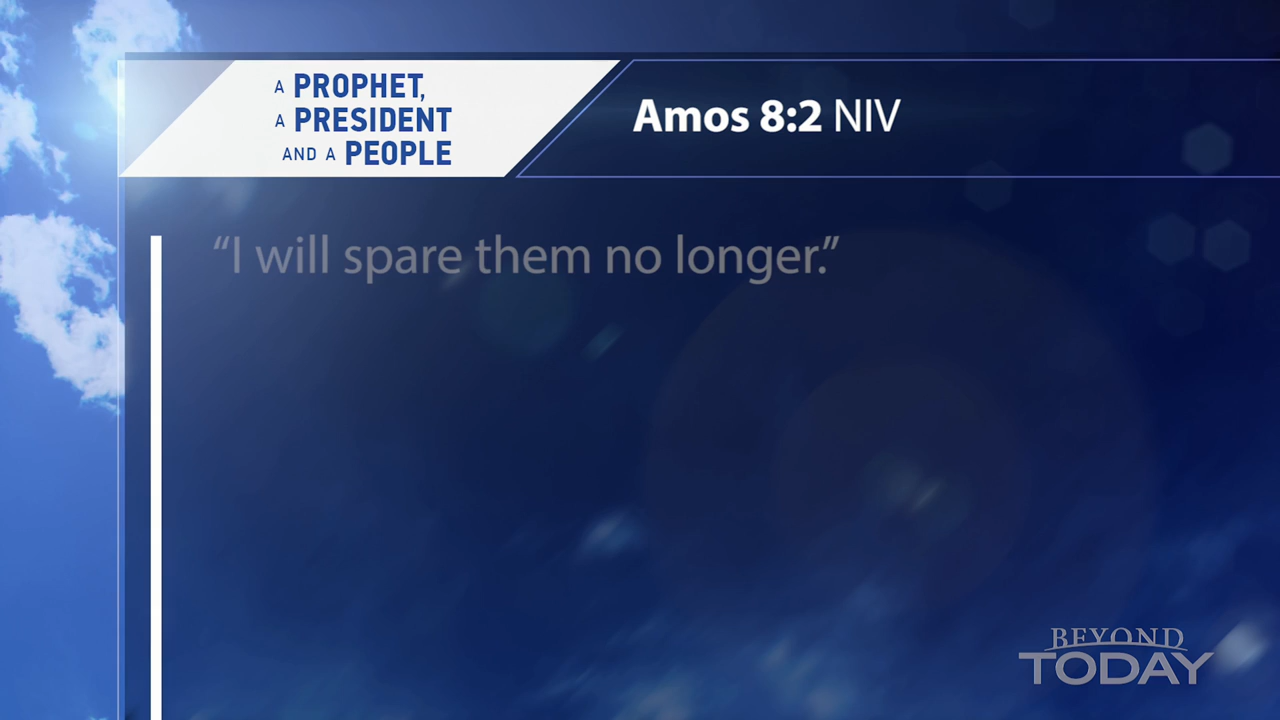 A PROPHET,
A PRESIDENT
AND A PEOPLE
Amos 8:2 NIV
“I will spare them no longer.”
BEYOND
TODAY